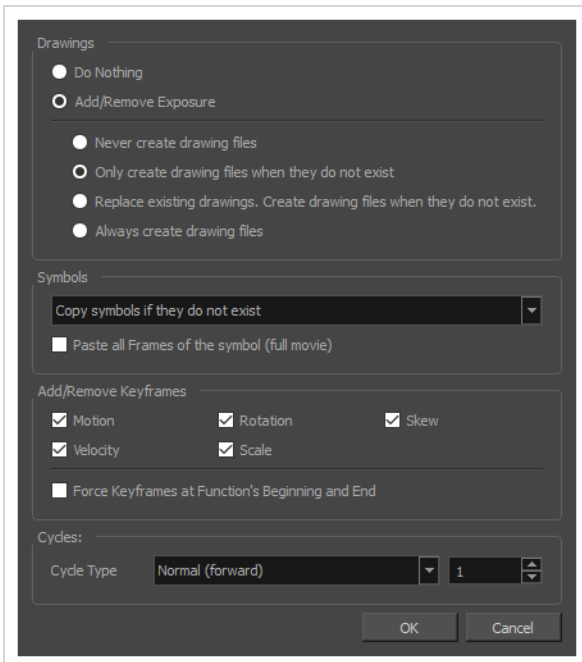 Drawings
Do Nothing
Add/Remove Exposure
Never create drawing files
Only create drawing files when they do not exist
Replace existing drawings. Create drawing files when they do not exist.
Always create drawing files
Symbols
Copy symbols if they do not exist
Paste all Frames of the symbol (full movie)
Add/Remove Keyframes
Motion Rotation Skew
Velocity Scale
Force Keyframes at Function's Beginning and End
Cycles:
Cycle Type Normal (forward) 1
OK Cancel